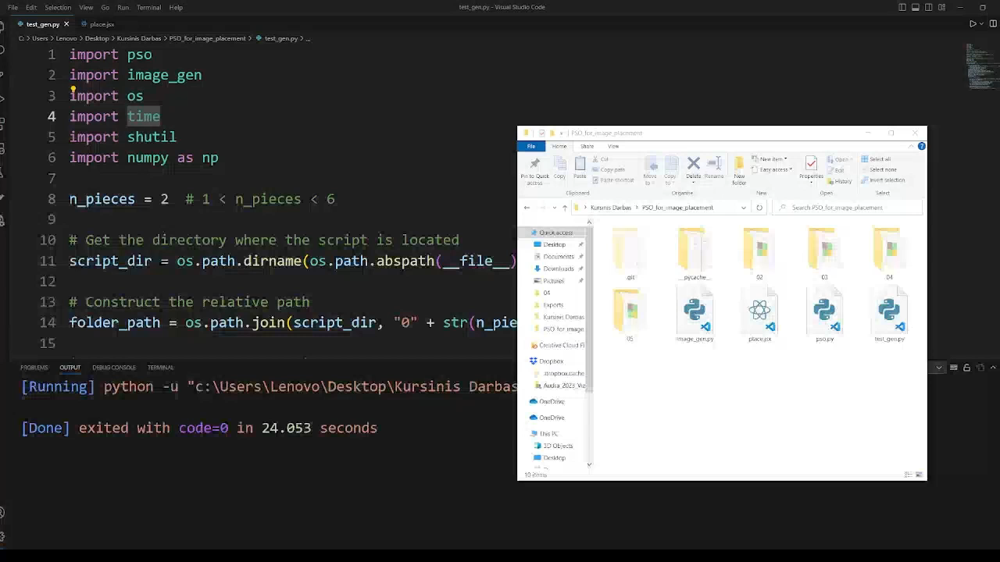 File Edit Selection View Go Run Terminal Help
test_gen.py - Visual Studio Code
test_gen.py place.jsx
C: > Users > Lenovo > Desktop > Kursinis Darbas > PSO_for_image_placement > test_gen.py > ...
1 import pso
2 import image_gen
3 import os
4 import time
5 import shutil
6 import numpy as np
7
8 n_pieces = 2 # 1 < n_pieces < 6
9
10 # Get the directory where the script is located
11 script_dir = os.path.dirname(os.path.abspath(__file__)
12
13 # Construct the relative path
14 folder_path = os.path.join(script_dir, "0" + str(n_pie
15
PROBLEMS OUTPUT DEBUG CONSOLE TERMINAL
[Running] python -u "c:\Users\Lenovo\Desktop\Kursinis Darbas
[Done] exited with code=0 in 24.053 seconds
PSO_for_image_placement
File Home Share View
Pin to Quick access
Copy
Paste
Cut
Copy path
Paste shortcut
Clipboard
Move to
Copy to
Delete
Rename
Organise
New folder
New item
Easy access
New
Properties
Open
Edit
History
Open
Select all
Select none
Invert selection
Select
Kursinis Darbas > PSO_for_image_placement
Search PSO_for_image_placement
Quick access
Desktop
Documents
Downloads
Pictures
04
Exports
Kursinis Darbas
PSO_for_image
Creative Cloud Fi
Dropbox
.dropbox.cache
Audra_2023_Viz
OneDrive
OneDrive
This PC
3D Objects
Desktop
.git __pycache__ 02 03 04
05 image_gen.py place.jsx pso.py test_gen.py
10 items